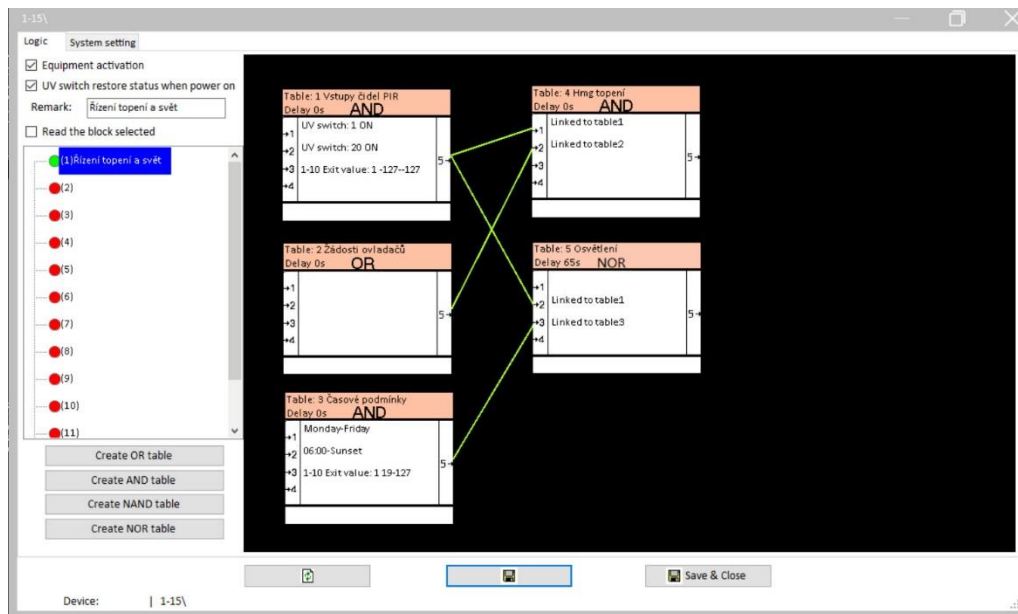 1-15\
Logic
System setting
Equipment activation
UV switch restore status when power on
Remark: Řízení topení a svět
Read the block selected
(1)Řízení topení a svět
(2)
(3)
(4)
(5)
(6)
(7)
(8)
(9)
(10)
(11)
Create OR table
Create AND table
Create NAND table
Create NOR table
Table: 1 Vstupy čidel PIR
Delay 0s AND
1 UV switch: 1 ON
2 UV switch: 20 ON
3 1-10 Exit value: 1 -127--127
4
5
Table: 2 Žádosti ovladačů
Delay 0s OR
1
2
3
4
5
Table: 3 Časové podmínky
Delay 0s AND
1 Monday-Friday
2 06:00-Sunset
3 1-10 Exit value: 1 19-127
4
5
Table: 4 Hmg topení
Delay 0s AND
1 Linked to table1
2 Linked to table2
3
4
5
Table: 5 Osvětlení
Delay 65s NOR
1
2 Linked to table1
3 Linked to table3
4
5
Save & Close
Device: | 1-15\